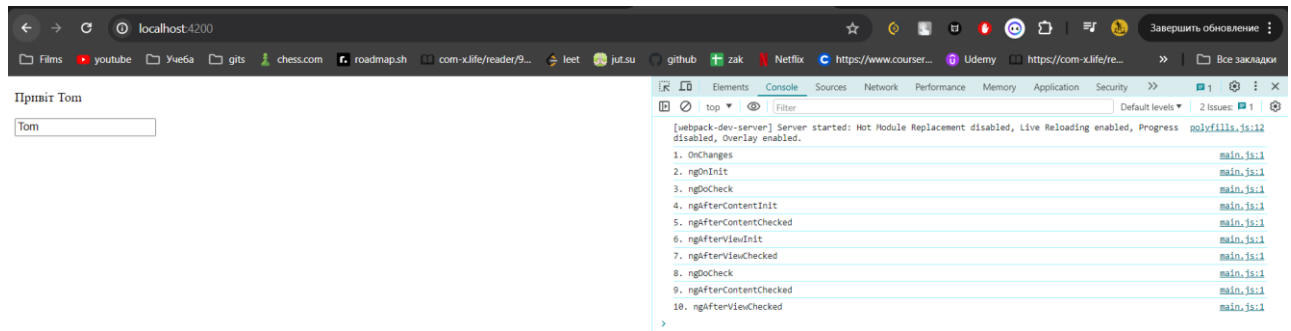 localhost:4200 Завершить обновление
Films youtube Учеба gits chess.com roadmap.sh com-x.life/reader/9... leet jut.su github zak Netflix https://www.courser... Udemy https://com-x.life/re... » Все закладки
Привіт Tom
Tom
Elements Console Sources Network Performance Memory Application Security » 1
top Filter Default levels 2 Issues: 1
[webpack-dev-server] Server started: Hot Module Replacement disabled, Live Reloading enabled, Progress polyfills.js:12
disabled, Overlay enabled.
1. OnChanges main.js:1
2. ngOnInit main.js:1
3. ngDoCheck main.js:1
4. ngAfterContentInit main.js:1
5. ngAfterContentChecked main.js:1
6. ngAfterViewInit main.js:1
7. ngAfterViewChecked main.js:1
8. ngDoCheck main.js:1
9. ngAfterContentChecked main.js:1
10. ngAfterViewChecked main.js:1